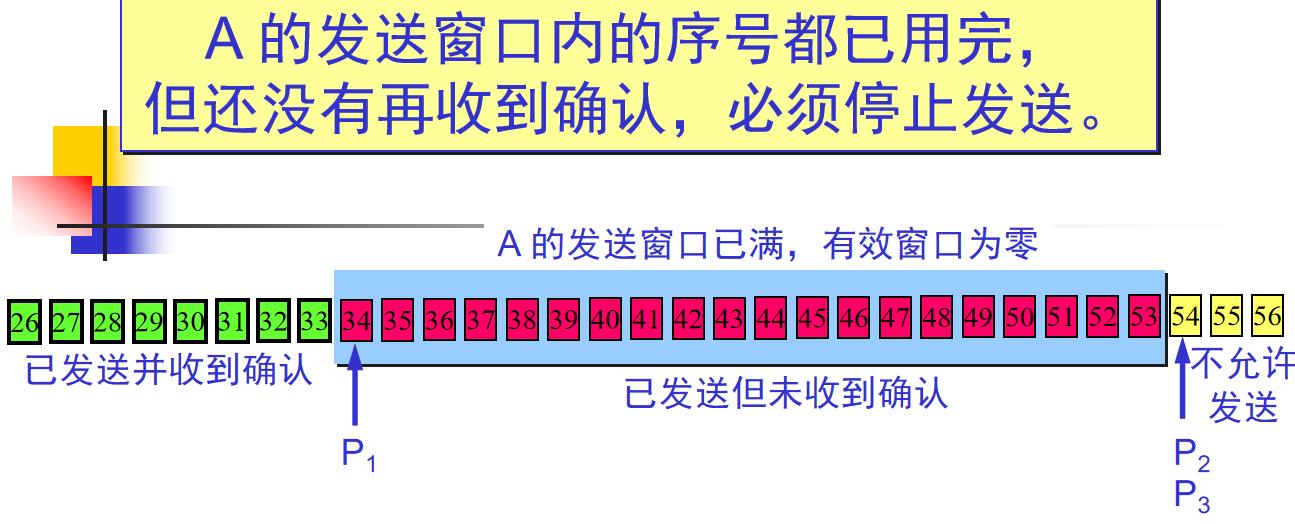 A 的发送窗口内的序号都已用完，
但还没有再收到确认，必须停止发送。
A 的发送窗口已满，有效窗口为零
26 27 28 29 30 31 32 33 34 35 36 37 38 39 40 41 42 43 44 45 46 47 48 49 50 51 52 53 54 55 56
已发送并收到确认
已发送但未收到确认
不允许
发送
P1
P2
P3